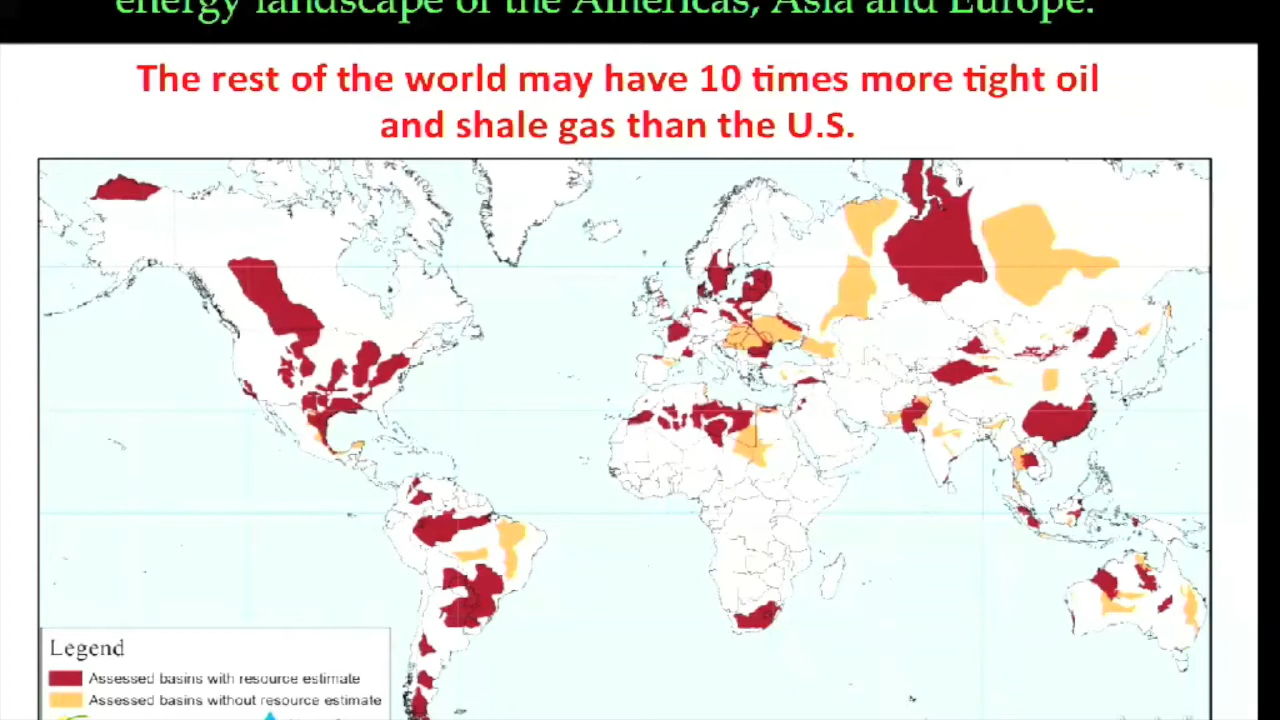 energy landscape of the Americas, Asia and Europe.
The rest of the world may have 10 times more tight oil
and shale gas than the U.S.
Legend
Assessed basins with resource estimate
Assessed basins without resource estimate